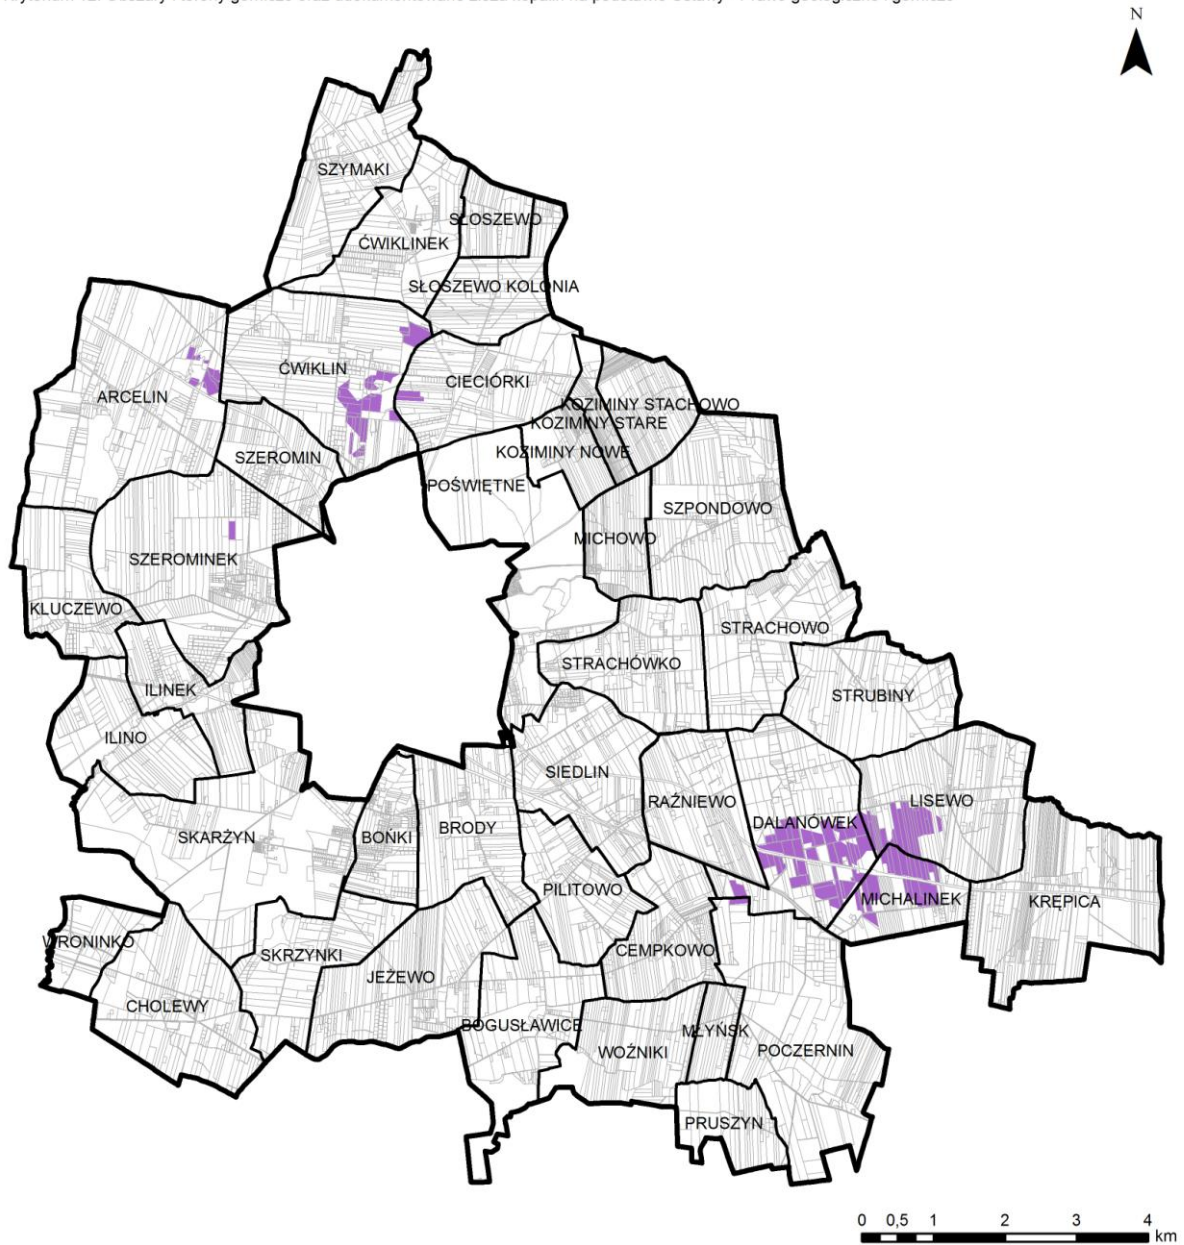 N
SZYMAKI
SŁOSZEWO
ĆWIKLINEK
SŁOSZEWO KOLONIA
ĆWIKLIN
CIECIÓRKI
ARCELIN
KOZIMINY STACHOWO
KOZIMINY STARE
KOZIMINY NOWE
SZEROMIN
POŚWIĘTNE
SZPONDOWO
MICHOWO
SZEROMINEK
KLUCZEWO
STRACHOWO
STRACHÓWKO
ILINEK
STRUBINY
ILINO
SIEDLIN
RAŹNIEWO
LISEWO
DALANÓWEK
BRODY
SKARŻYN
BONKI
PILITOWO
MICHALINEK
KRĘPICA
WRONINKO
CEMPKOWO
SKRZYNKI
JEŻEWO
CHOLEWY
BOGUSŁAWICE
MŁYŃSK
WOŹNIKI
POCZERNIN
PRUSZYN
0 0,5 1 2 3 4
km